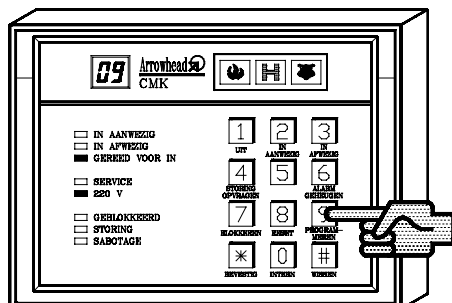 09 Arrowhead
CMK
IN AANWEZIG
IN AFWEZIG
GEREED VOOR IN
SERVICE
220 V
GEBLOKKEERD
STORING
SABOTAGE
1 2 3
UIT IN AANWEZIG IN AFWEZIG
4 5 6
STORING OPVRAGEN ALARM GEHEUGEN
7 8 9
BLOKKEREN RESET PROGRAM-MEREN
* 0 #
BEVESTIG INTERN WISSEN